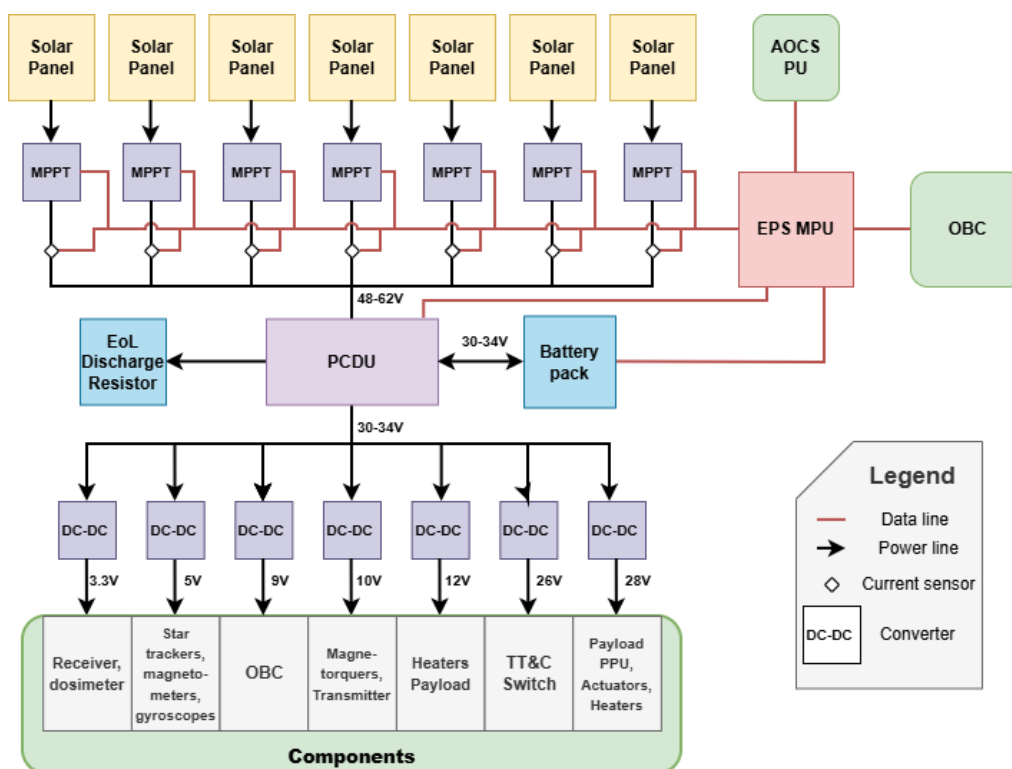 Solar
Panel
Solar
Panel
Solar
Panel
Solar
Panel
Solar
Panel
Solar
Panel
Solar
Panel
AOCS
PU
MPPT
MPPT
MPPT
MPPT
MPPT
MPPT
MPPT
EPS MPU
OBC
48-62V
EoL
Discharge
Resistor
PCDU
30-34V
Battery
pack
30-34V
DC-DC
DC-DC
DC-DC
DC-DC
DC-DC
DC-DC
DC-DC
3.3V
5V
9V
10V
12V
26V
28V
Receiver,
dosimeter
Star
trackers,
magneto-
meters,
gyroscopes
OBC
Magne-
torquers,
Transmitter
Heaters
Payload
TT&C
Switch
Payload
PPU,
Actuators,
Heaters
Components
Legend
Data line
Power line
Current sensor
DC-DC
Converter